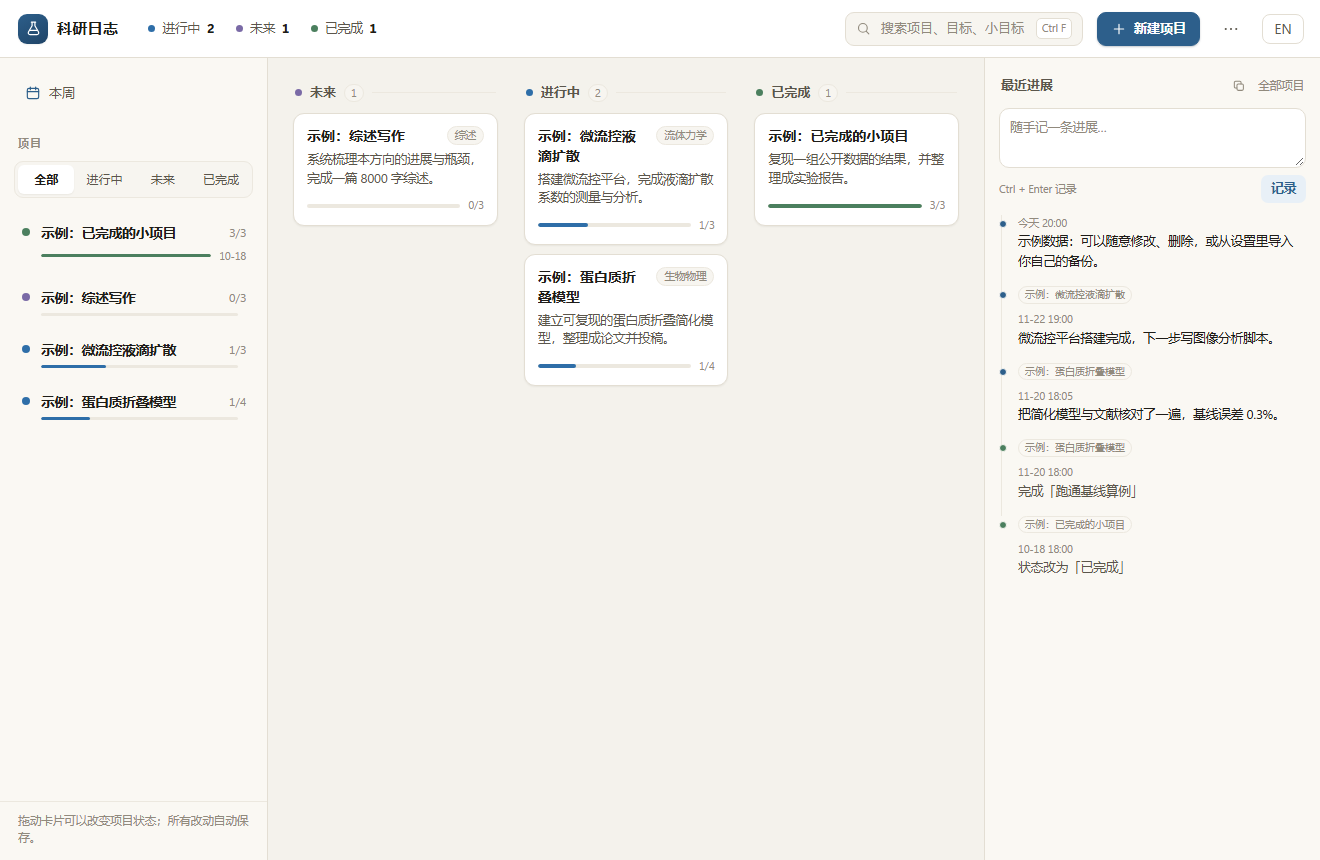 科研日志
进行中 2
未来 1
已完成 1
搜索项目、目标、小目标 Ctrl F
新建项目
···
EN
本周
项目
全部 进行中 未来 已完成
示例：已完成的小项目 3/3
10-18
示例：综述写作 0/3
示例：微流控液滴扩散 1/3
示例：蛋白质折叠模型 1/4
拖动卡片可以改变项目状态；所有改动自动保
存。
未来 1
示例：综述写作 综述
系统梳理本方向的进展与瓶颈，
完成一篇 8000 字综述。
0/3
进行中 2
示例：微流控液 流体力学
滴扩散
搭建微流控平台，完成液滴扩散
系数的测量与分析。
1/3
示例：蛋白质折 生物物理
叠模型
建立可复现的蛋白质折叠简化模
型，整理成论文并投稿。
1/4
已完成 1
示例：已完成的小项目
复现一组公开数据的结果，并整
理成实验报告。
3/3
最近进展 全部项目
随手记一条进展...
Ctrl + Enter 记录 记录
今天 20:00
示例数据：可以随意修改、删除，或从设置里导入
你自己的备份。
示例：微流控液滴扩散
11-22 19:00
微流控平台搭建完成，下一步写图像分析脚本。
示例：蛋白质折叠模型
11-20 18:05
把简化模型与文献核对了一遍，基线误差 0.3%。
示例：蛋白质折叠模型
11-20 18:00
完成「跑通基线算例」
示例：已完成的小项目
10-18 18:00
状态改为「已完成」